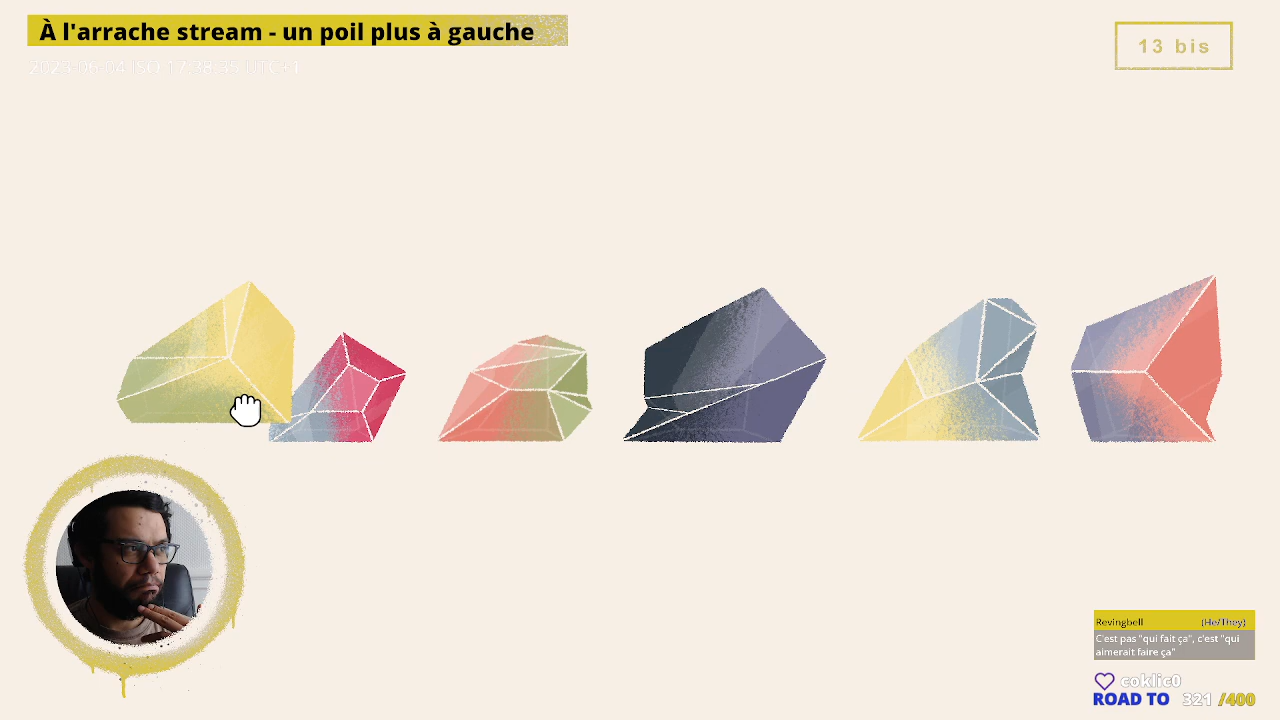 À l'arrache stream - un poil plus à gauche
13 bis
Revingbell (He/They)
C'est pas "qui fait ça", c'est "qui
aimerait faire ça"
coklic0
ROAD TO 321 /400